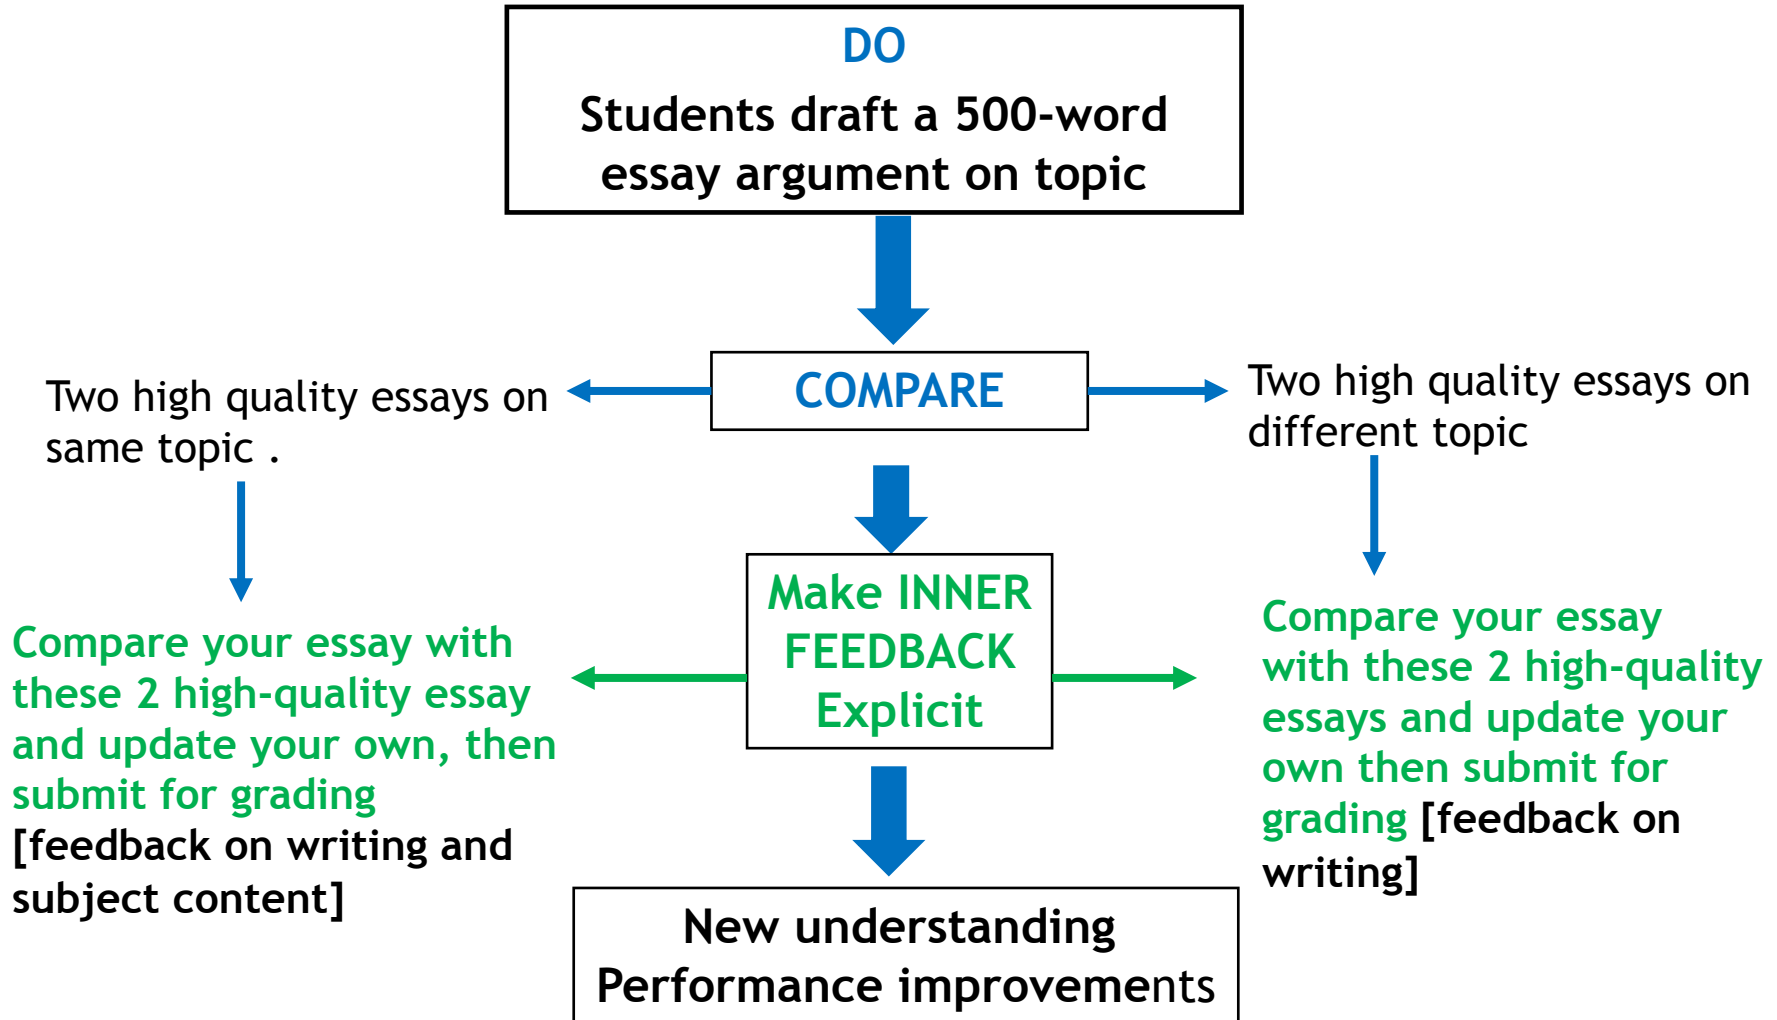 DO
Students draft a 500-word
essay argument on topic
COMPARE
Two high quality essays on
same topic .
Two high quality essays on
different topic
Make INNER
FEEDBACK
Explicit
Compare your essay with
these 2 high-quality essay
and update your own, then
submit for grading
[feedback on writing and
subject content]
Compare your essay
with these 2 high-quality
essays and update your
own then submit for
grading [feedback on
writing]
New understanding
Performance improvements